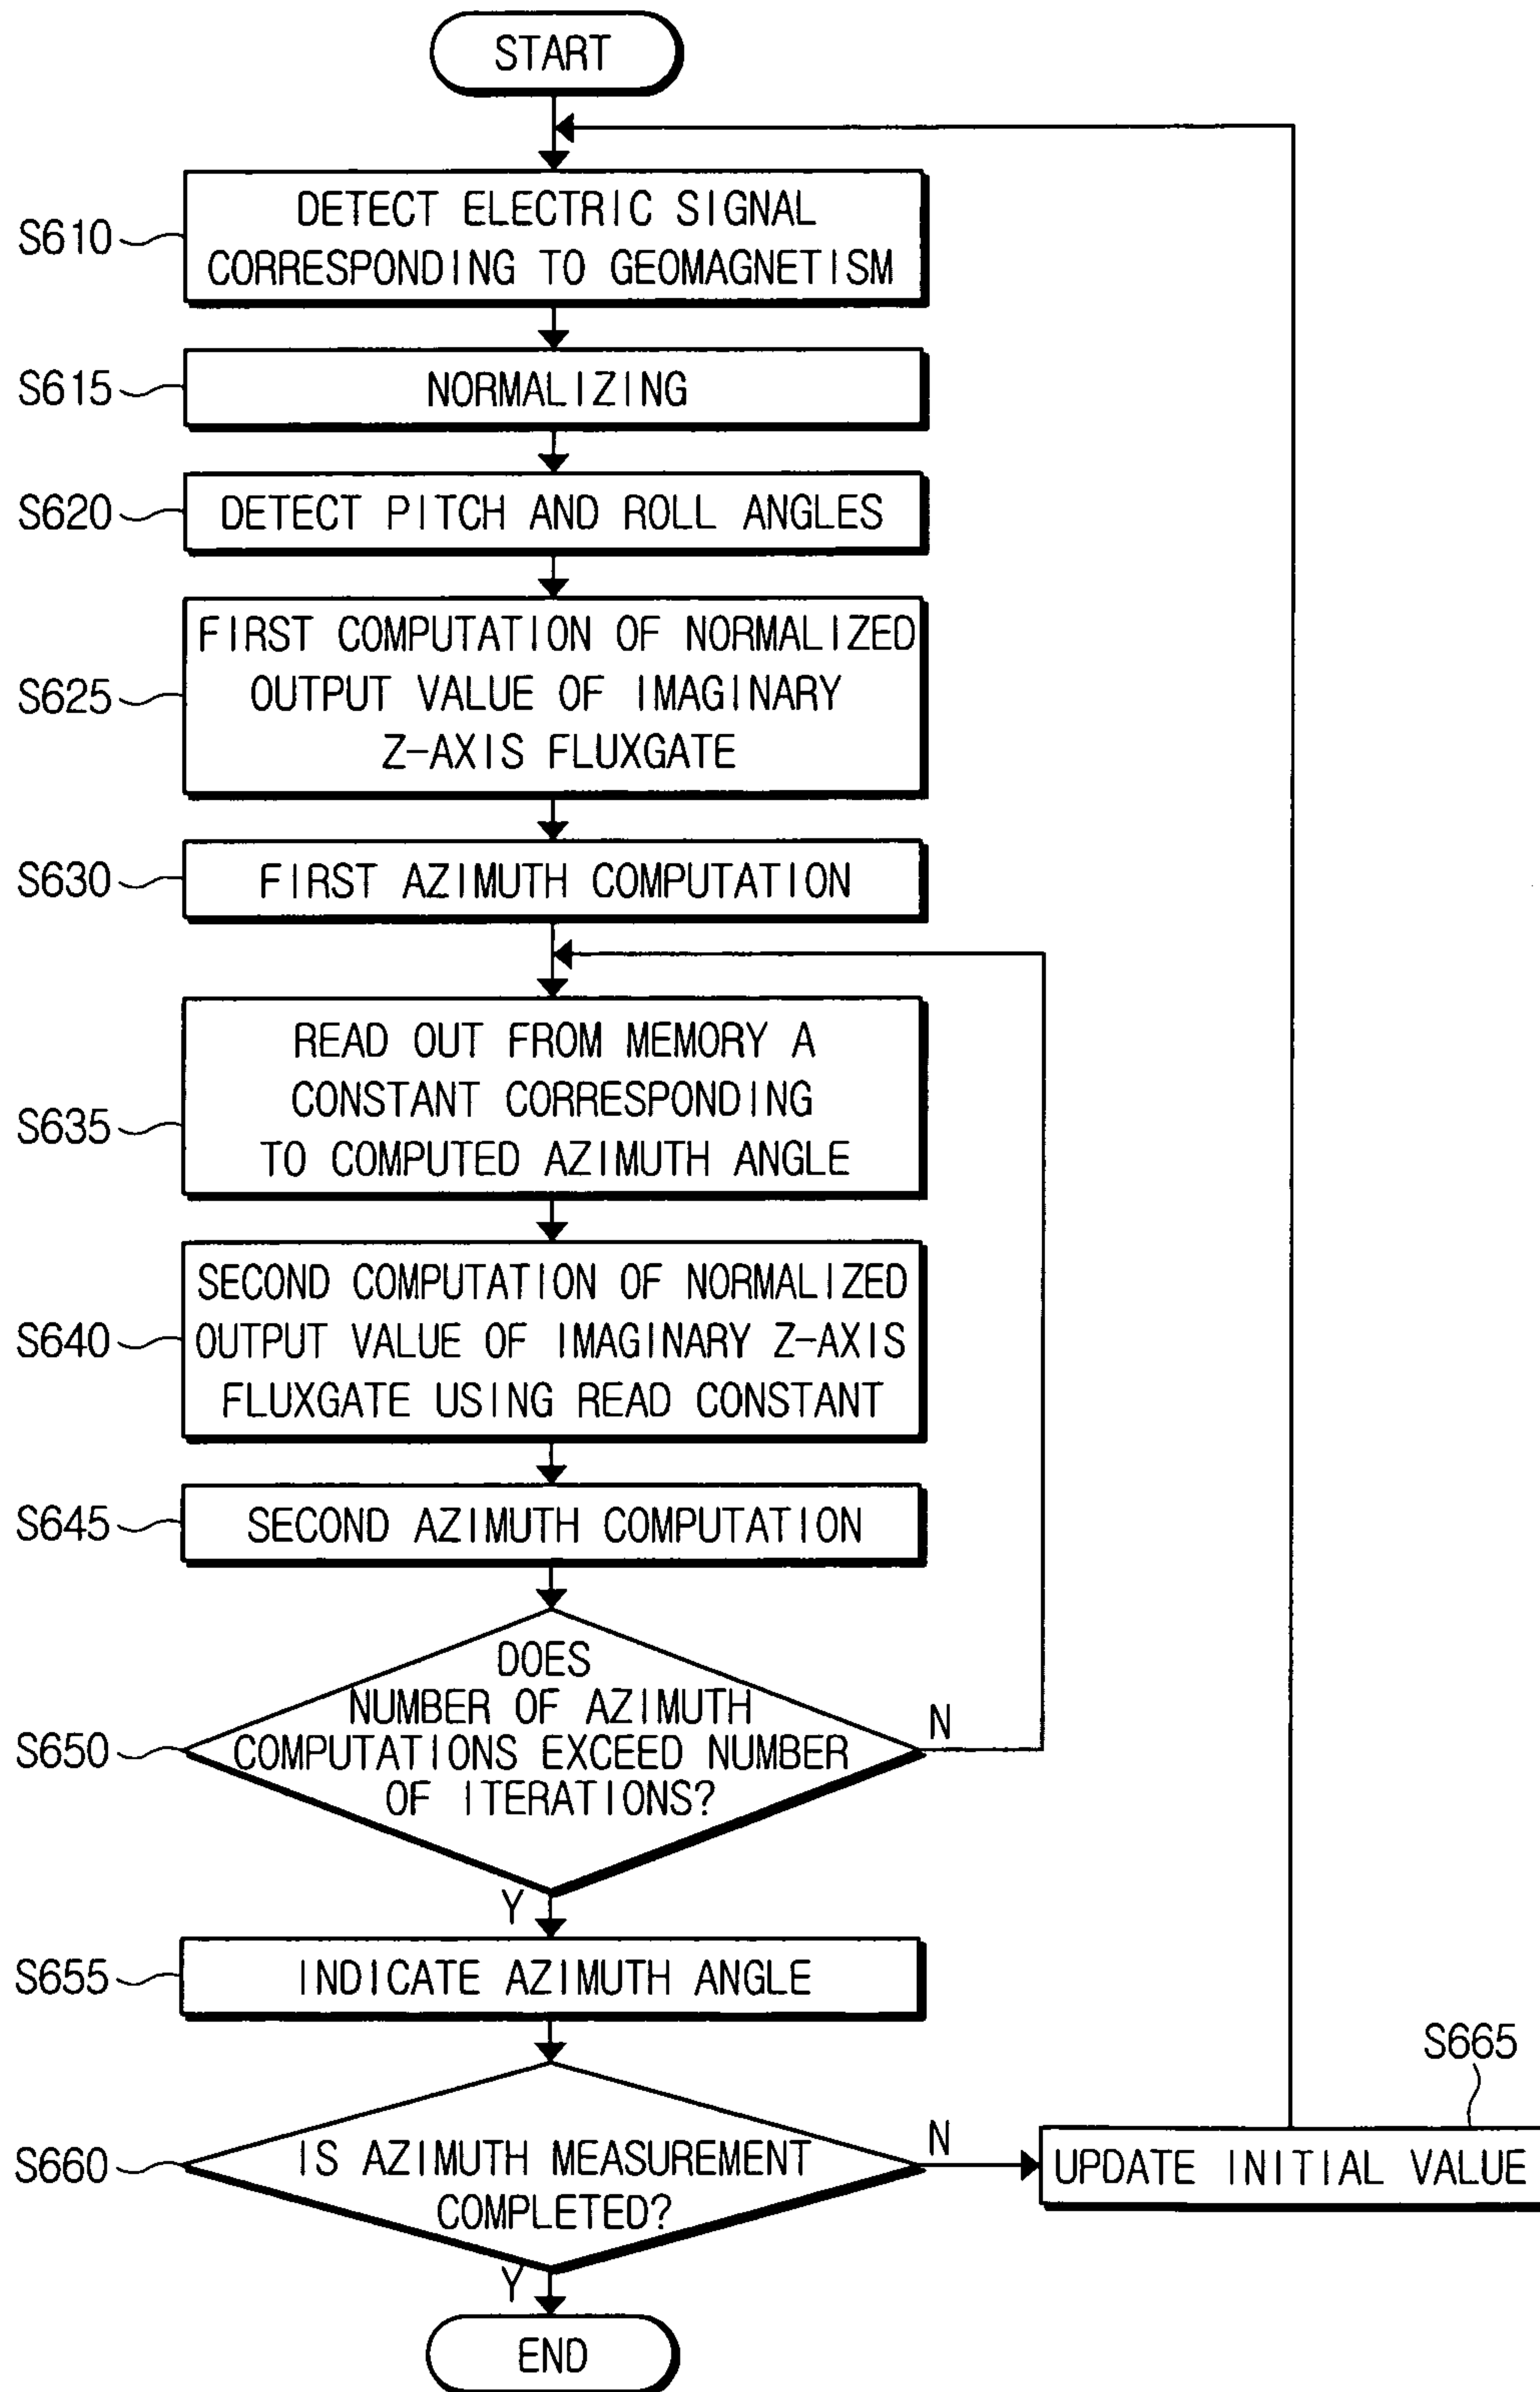 START
S610
DETECT ELECTRIC SIGNAL
CORRESPONDING TO GEOMAGNETISM
S615
NORMALIZING
S620
DETECT PITCH AND ROLL ANGLES
S625
FIRST COMPUTATION OF NORMALIZED
OUTPUT VALUE OF IMAGINARY
Z-AXIS FLUXGATE
S630
FIRST AZIMUTH COMPUTATION
S635
READ OUT FROM MEMORY A
CONSTANT CORRESPONDING
TO COMPUTED AZIMUTH ANGLE
S640
SECOND COMPUTATION OF NORMALIZED
OUTPUT VALUE OF IMAGINARY Z-AXIS
FLUXGATE USING READ CONSTANT
S645
SECOND AZIMUTH COMPUTATION
S650
DOES
NUMBER OF AZIMUTH
COMPUTATIONS EXCEED NUMBER
OF ITERATIONS?
N
Y
S655
INDICATE AZIMUTH ANGLE
S660
IS AZIMUTH MEASUREMENT
COMPLETED?
N
S665
UPDATE INITIAL VALUE
Y
END